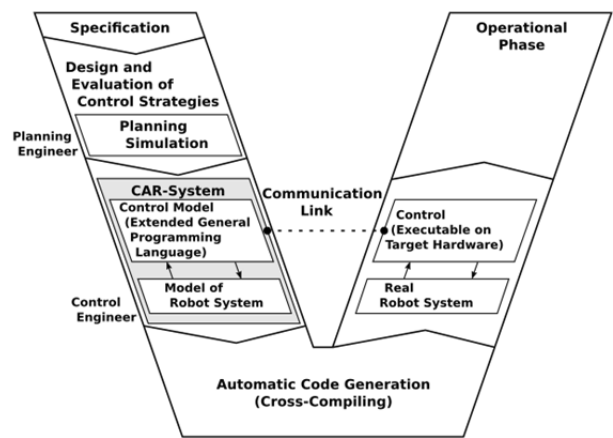 Specification
Design and
Evaluation of
Control Strategies
Planning
Simulation
Planning
Engineer
CAR-System
Control Model
(Extended General
Programming
Language)
Model of
Robot System
Control
Engineer
Communication
Link
Operational
Phase
Control
(Executable on
Target Hardware)
Real
Robot System
Automatic Code Generation
(Cross-Compiling)